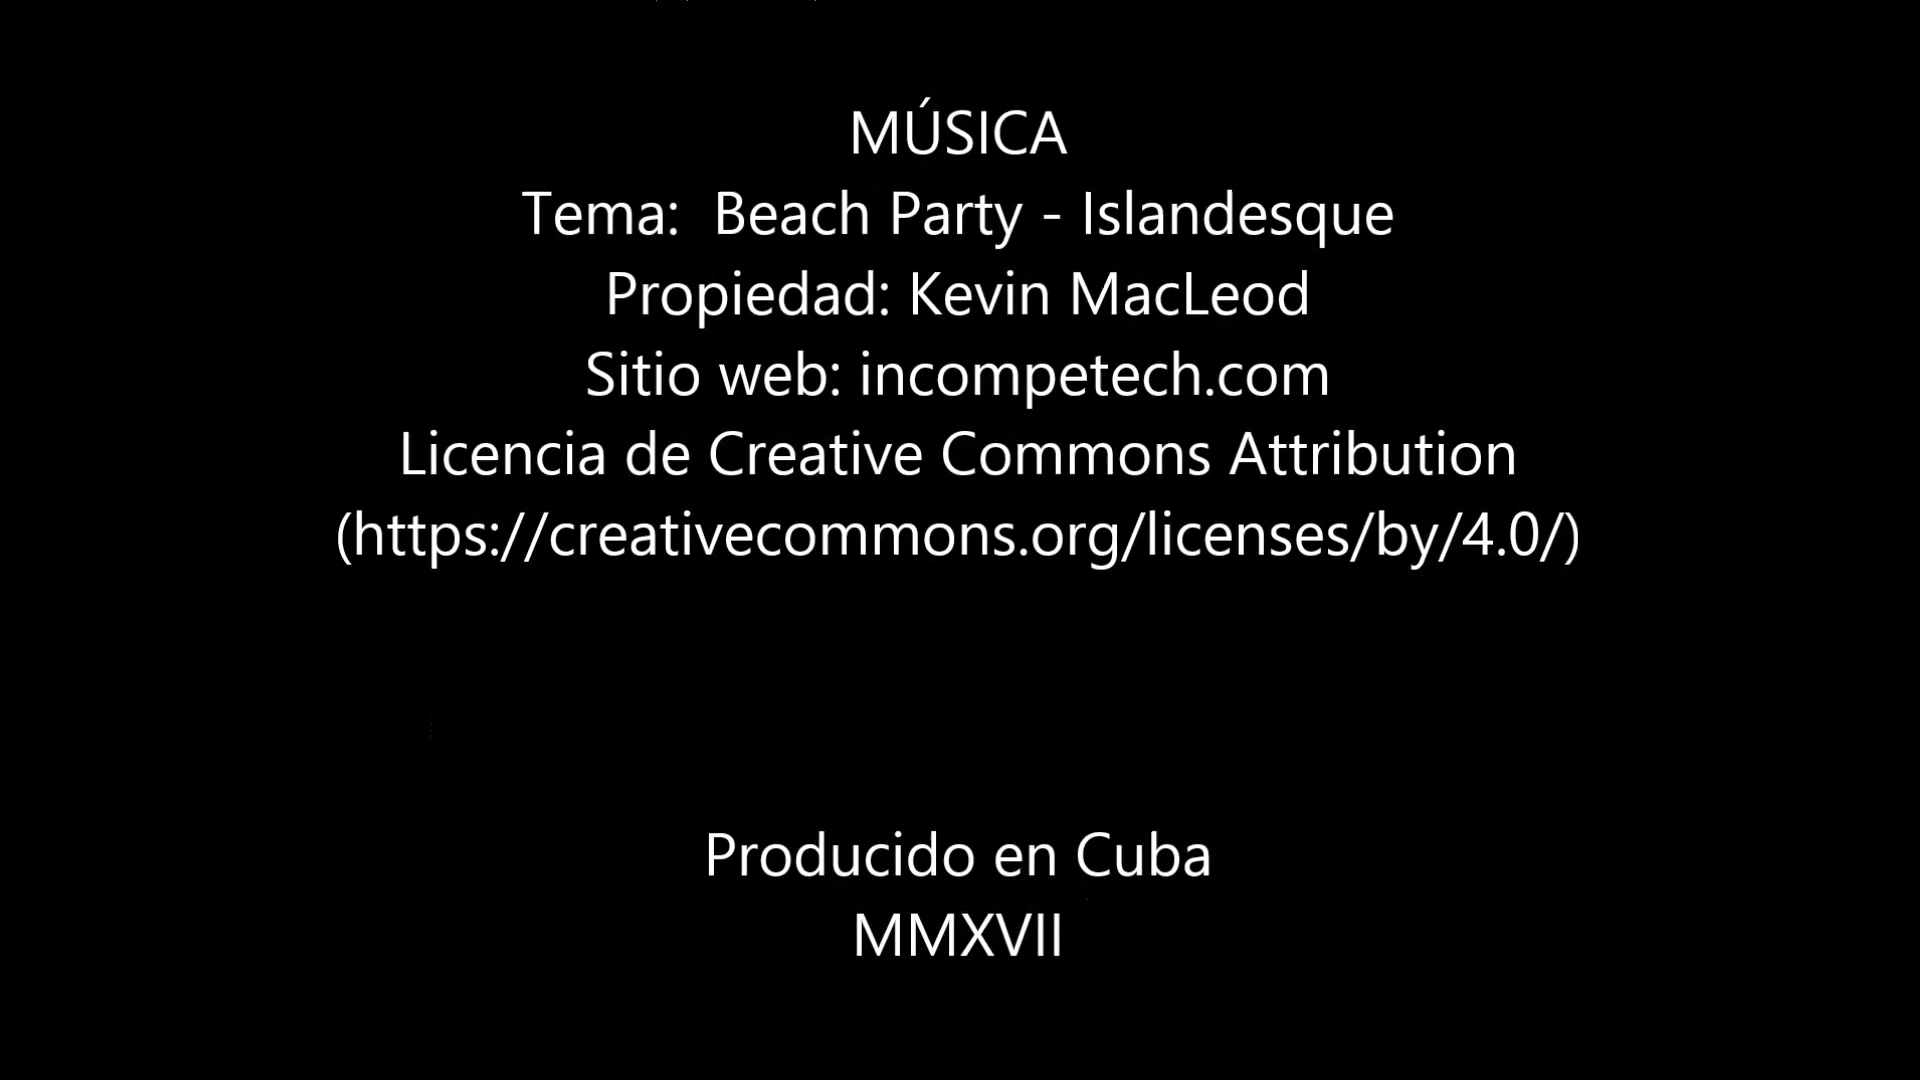 MÚSICA
Tema:  Beach Party - Islandesque
Propiedad: Kevin MacLeod
Sitio web: incompetech.com
Licencia de Creative Commons Attribution
(https://creativecommons.org/licenses/by/4.0/)
Producido en Cuba
MMXVII